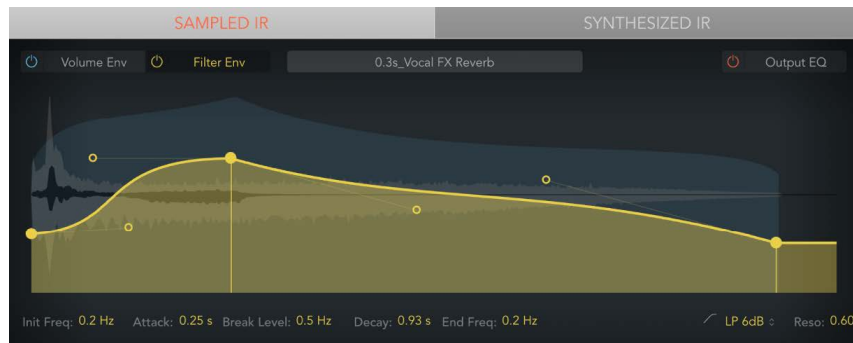 SAMPLED IR SYNTHESIZED IR
Volume Env Filter Env 0.3s_Vocal FX Reverb Output EQ
Init Freq: 0.2 Hz Attack: 0.25 s Break Level: 0.5 Hz Decay: 0.93 s End Freq: 0.2 Hz LP 6dB Reso: 0.60